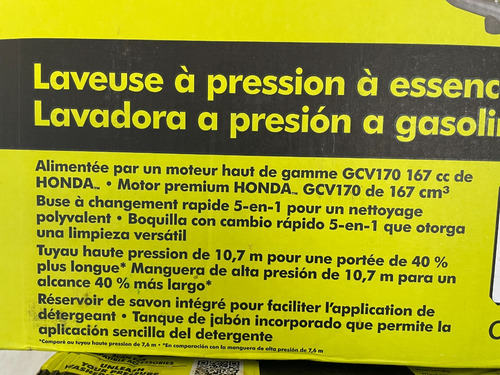 Laveuse à pression à essenc
Lavadora a presión a gasolin
Alimentée par un moteur haut de gamme GCV170 167 cc de
HONDA™ • Motor premium HONDA™ GCV170 de 167 cm³
Buse à changement rapide 5-en-1 pour un nettoyage
polyvalent • Boquilla con cambio rápido 5-en-1 que otorga
una limpieza versátil
Tuyau haute pression de 10,7 m pour une portée de 40 %
plus longue* Manguera de alta presión de 10,7 m para un
alcance 40 % más largo*
Réservoir de savon intégré pour faciliter l'application de
détergent • Tanque de jabón incorporado que permite la
aplicación sencilla del detergente
*Comparé au tuyau haute pression de 7,6 m • *En comparación con la manguera de alta presión de 7,6 m
UNLEASH
YOUR